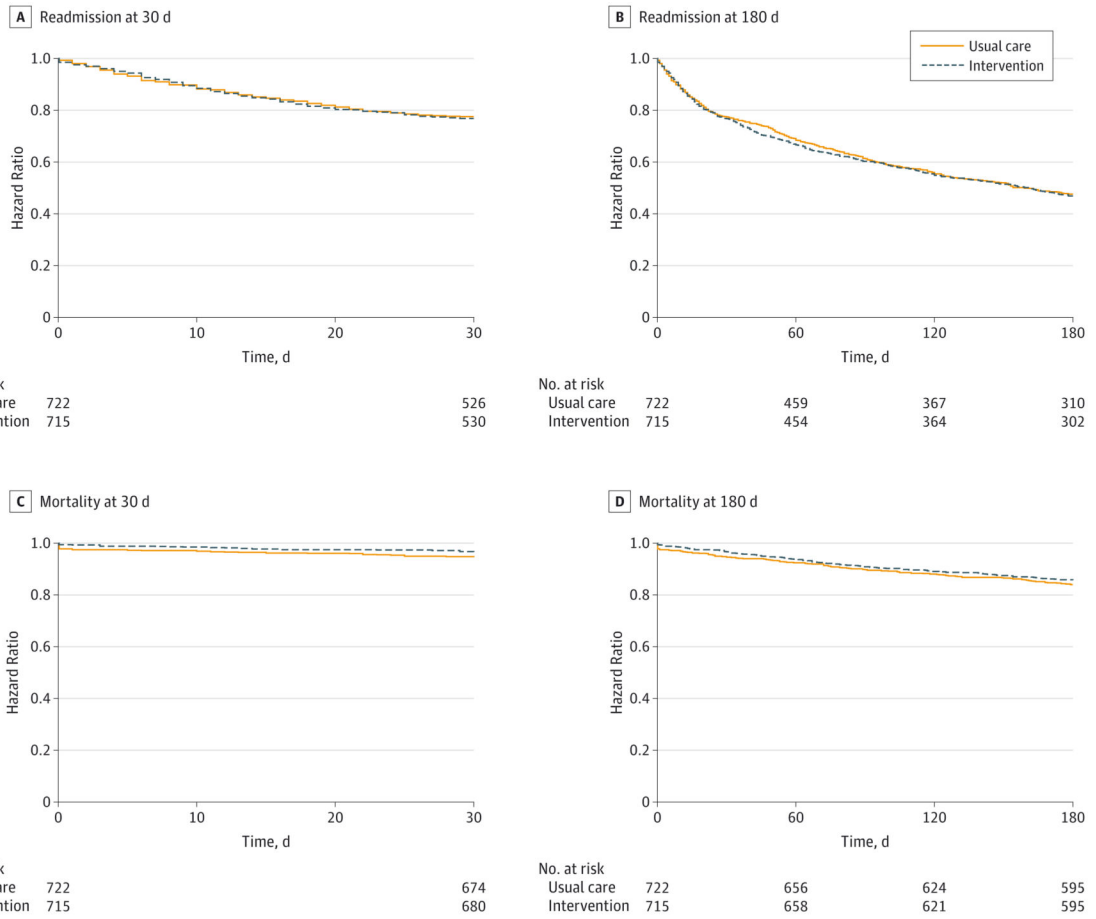 A Readmission at 30 d
1.0
0.8
0.6
0.4
0.2
0
Hazard Ratio
0 10 20 30
Time, d
722 526
715 530
B Readmission at 180 d
Usual care
Intervention
1.0
0.8
0.6
0.4
0.2
0
Hazard Ratio
0 60 120 180
Time, d
No. at risk
Usual care 722 459 367 310
Intervention 715 454 364 302
C Mortality at 30 d
1.0
0.8
0.6
0.4
0.2
0
Hazard Ratio
0 10 20 30
Time, d
722 674
715 680
D Mortality at 180 d
1.0
0.8
0.6
0.4
0.2
0
Hazard Ratio
0 60 120 180
Time, d
No. at risk
Usual care 722 656 624 595
Intervention 715 658 621 595